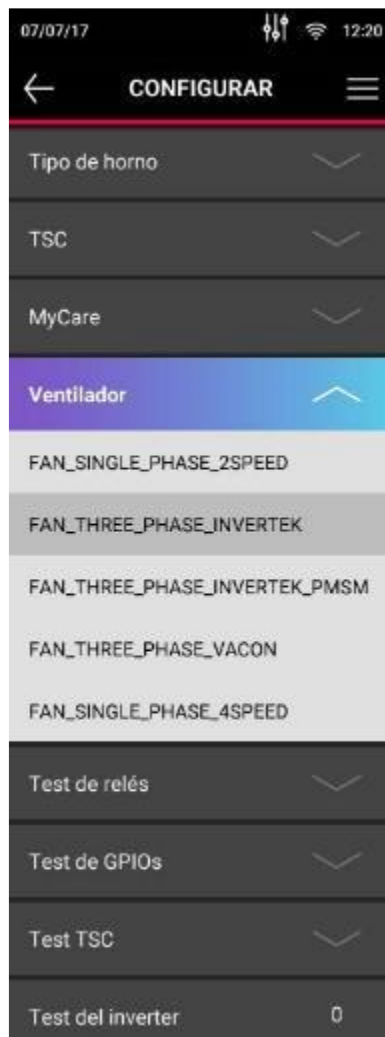 07/07/17 12:20
CONFIGURAR
Tipo de horno
TSC
MyCare
Ventilador
FAN_SINGLE_PHASE_2SPEED
FAN_THREE_PHASE_INVERTEK
FAN_THREE_PHASE_INVERTEK_PMSM
FAN_THREE_PHASE_VACON
FAN_SINGLE_PHASE_4SPEED
Test de relés
Test de GPIOs
Test TSC
Test del inverter 0